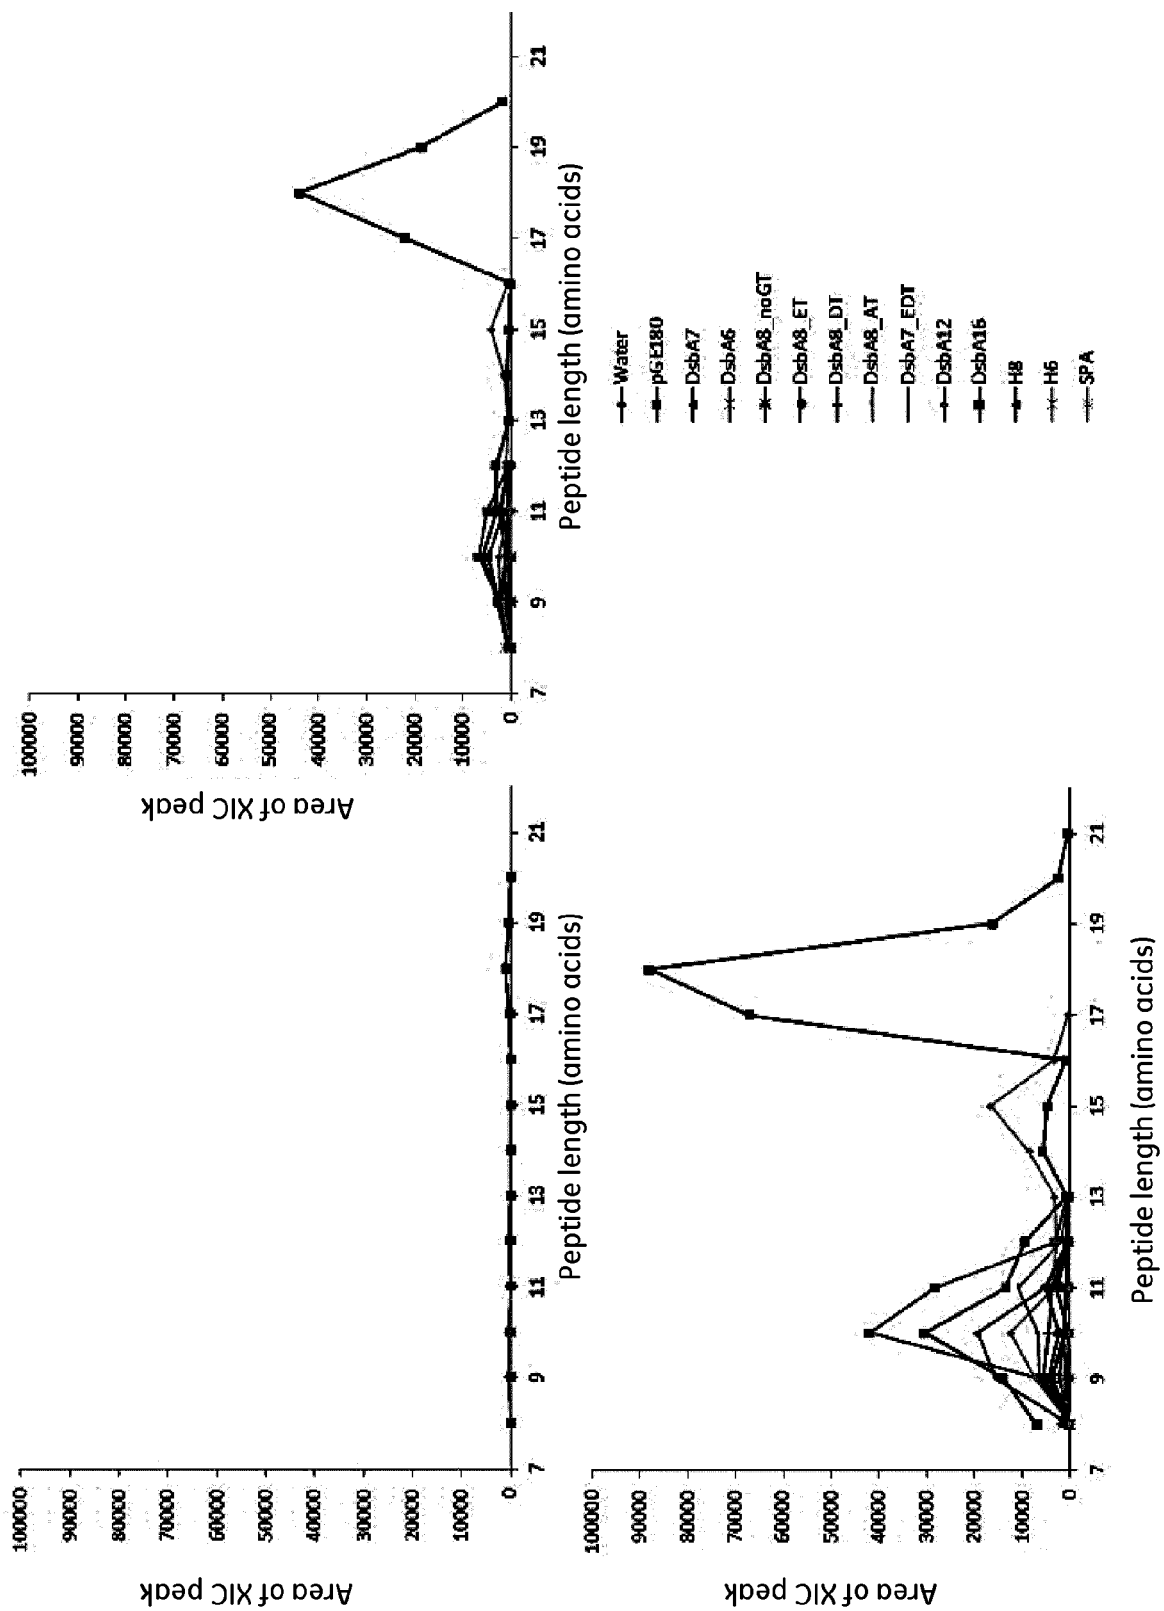 100000
90000
80000
70000
60000
50000
40000
30000
20000
10000
0
Area of XIC peak
7 9 11 13 15 17 19 21
Peptide length (amino acids)
100000
90000
80000
70000
60000
50000
40000
30000
20000
10000
0
Area of XIC peak
7 9 11 13 15 17 19 21
Peptide length (amino acids)
100000
90000
80000
70000
60000
50000
40000
30000
20000
10000
0
Area of XIC peak
7 9 11 13 15 17 19 21
Peptide length (amino acids)
Water
pGE180
DsbA7
DsbA6
DsbA8_noGT
DsbA8_ET
DsbA8_DT
DsbA8_AT
DsbA7_EDT
DsbA12
DsbA16
H8
H6
SPA